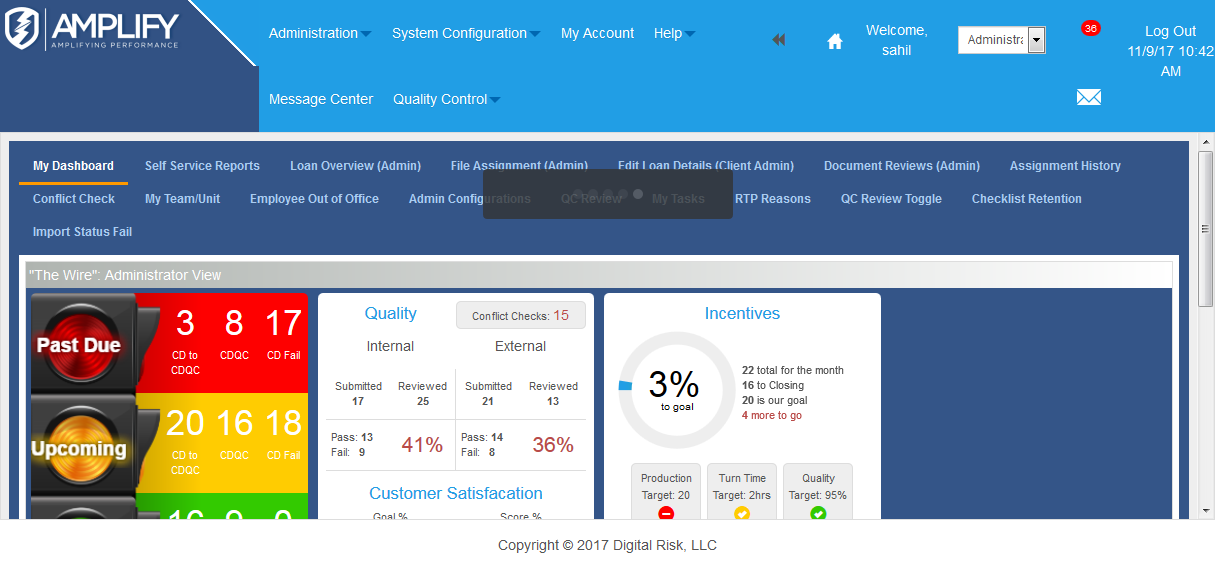 AMPLIFY
AMPLIFYING PERFORMANCE
Administration
System Configuration
My Account
Help
Welcome,
sahil
Administra
36
Log Out
11/9/17 10:42
AM
Message Center
Quality Control
My Dashboard
Self Service Reports
Loan Overview (Admin)
File Assignment (Admin)
Edit Loan Details (Client Admin)
Document Reviews (Admin)
Assignment History
Conflict Check
My Team/Unit
Employee Out of Office
Admin Configurations
QC Review
My Tasks
RTP Reasons
QC Review Toggle
Checklist Retention
Import Status Fail
"The Wire": Administrator View
Past Due
3 8 17
CD to CDQC CD Fail
CDQC
Upcoming
20 16 18
CD to CDQC CD Fail
CDQC
16 9 0
Quality
Conflict Checks: 15
Internal External
Submitted Reviewed Submitted Reviewed
17 25 21 13
Pass: 13
Fail: 9
41%
Pass: 14
Fail: 8
36%
Customer Satisfacation
Goal % Score %
Incentives
3%
to goal
22 total for the month
16 to Closing
20 is our goal
4 more to go
Production
Target: 20
Turn Time
Target: 2hrs
Quality
Target: 95%
Copyright © 2017 Digital Risk, LLC